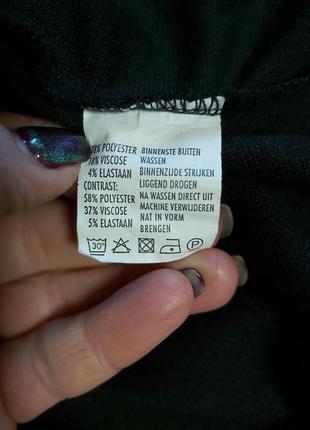 POLYESTER BINNENSTE BUITEN
VISCOSE WASSEN
4% ELASTAAN BINNENZIJDE STRIJKEN
CONTRAST: LIGGEND DROGEN
58% POLYESTER NA WASSEN DIRECT UIT
37% VISCOSE MACHINE VERWIJDEREN
5% ELASTAAN NAT IN VORM
BRENGEN
30° P